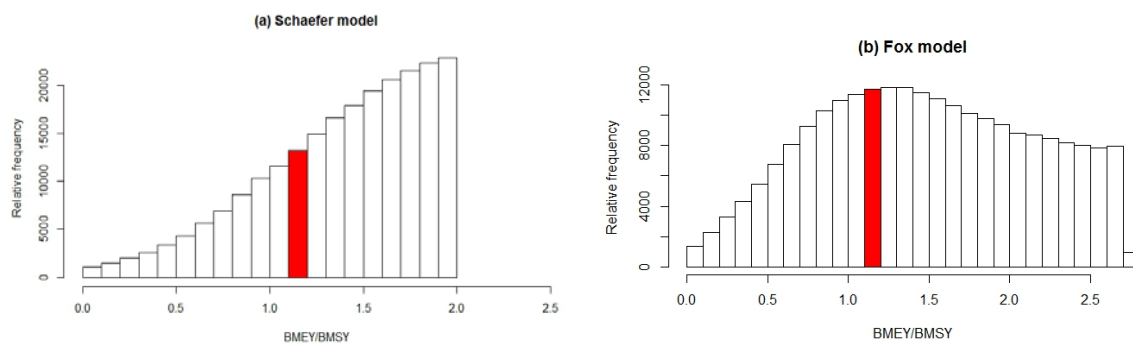 (a) Schaefer model
Relative frequency
20000
15000
10000
5000
0
0.0 0.5 1.0 1.5 2.0 2.5
BMEY/BMSY
(b) Fox model
Relative frequency
12000
8000
4000
0
0.0 0.5 1.0 1.5 2.0 2.5
BMEY/BMSY